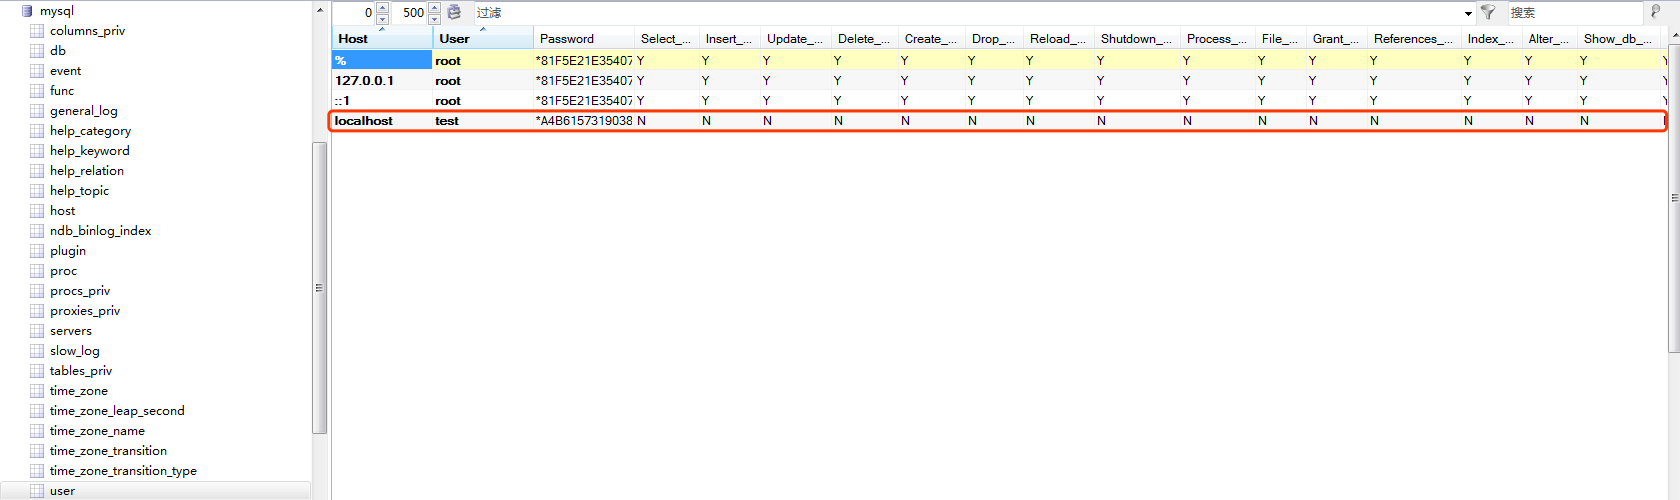 mysql
columns_priv
db
event
func
general_log
help_category
help_keyword
help_relation
help_topic
host
ndb_binlog_index
plugin
proc
procs_priv
proxies_priv
servers
slow_log
tables_priv
time_zone
time_zone_leap_second
time_zone_name
time_zone_transition
time_zone_transition_type
user
0 500 过滤 搜索
Host User Password Select_... Insert_... Update_... Delete_... Create_... Drop_... Reload_... Shutdown_... Process_... File_... Grant_... References_... Index_... Alter_... Show_db_...
% root *81F5E21E35407 Y Y Y Y Y Y Y Y Y Y Y Y Y Y Y Y
127.0.0.1 root *81F5E21E35407 Y Y Y Y Y Y Y Y Y Y Y Y Y Y Y Y
::1 root *81F5E21E35407 Y Y Y Y Y Y Y Y Y Y Y Y Y Y Y Y
localhost test *A4B6157319038 N N N N N N N N N N N N N N N